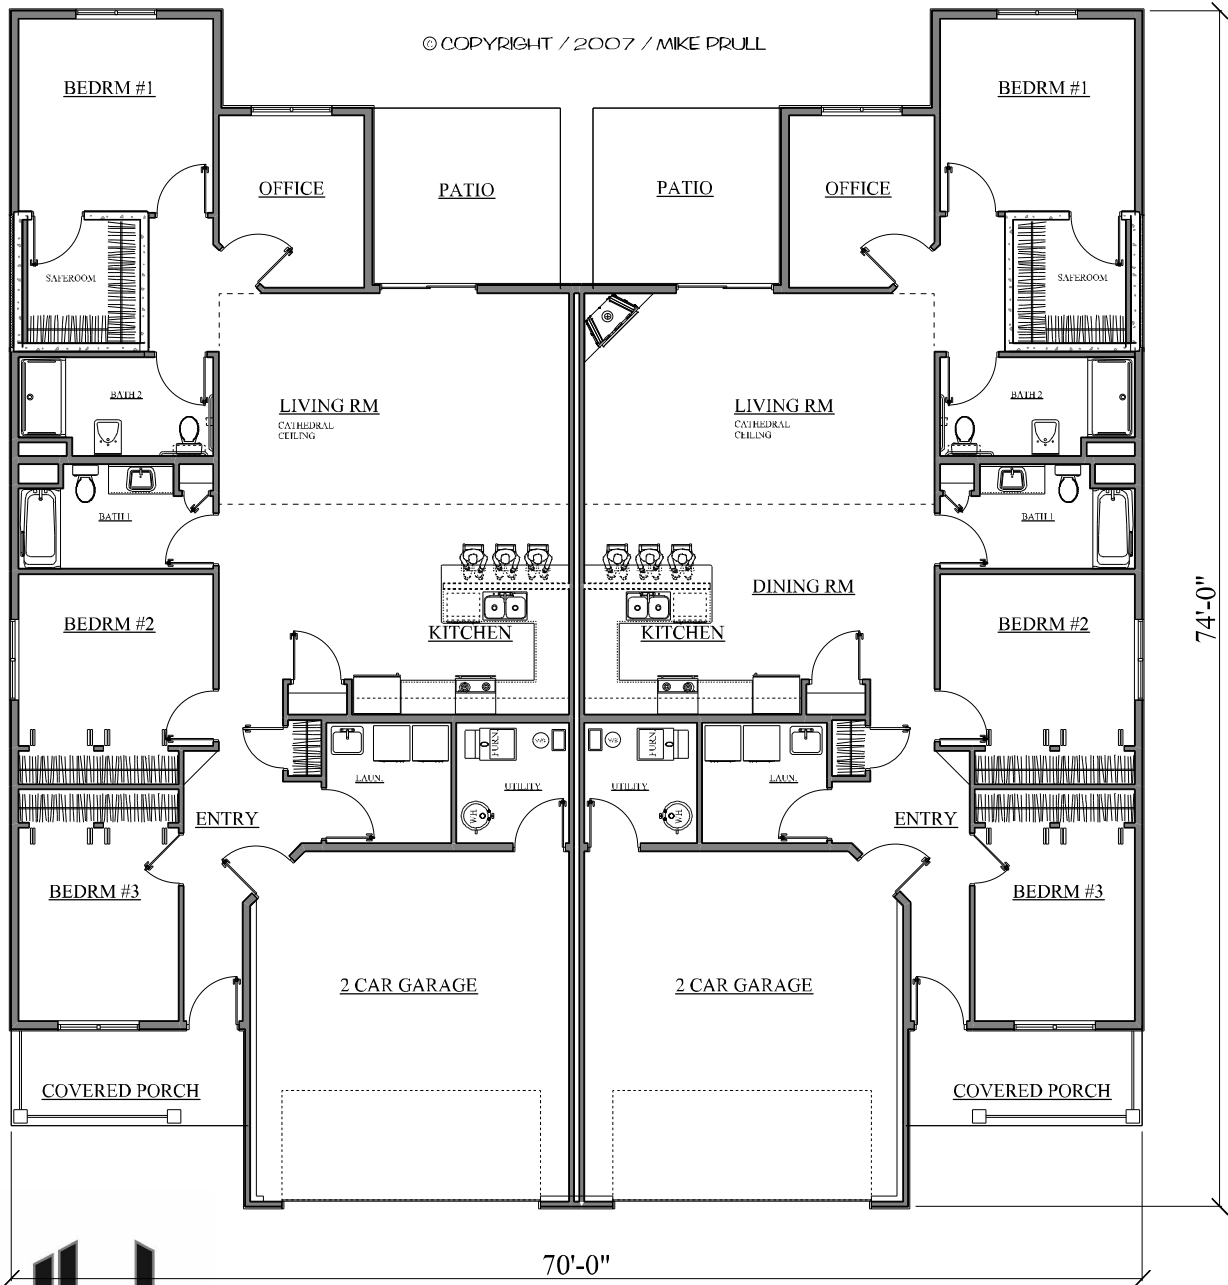 © COPYRIGHT / 2007 / MIKE PRULL
BEDRM #1
BEDRM #1
OFFICE
PATIO
PATIO
OFFICE
SAFEROOM
SAFEROOM
BATH 2
BATH 2
LIVING RM
CATHEDRAL
CEILING
LIVING RM
CATHEDRAL
CEILING
BATH 1
BATH 1
DINING RM
74'-0"
BEDRM #2
KITCHEN
KITCHEN
BEDRM #2
FURN.
FURN.
LAUN.
UTILITY
UTILITY
LAUN.
W.H.
W.H.
ENTRY
ENTRY
BEDRM #3
BEDRM #3
2 CAR GARAGE
2 CAR GARAGE
COVERED PORCH
COVERED PORCH
70'-0"